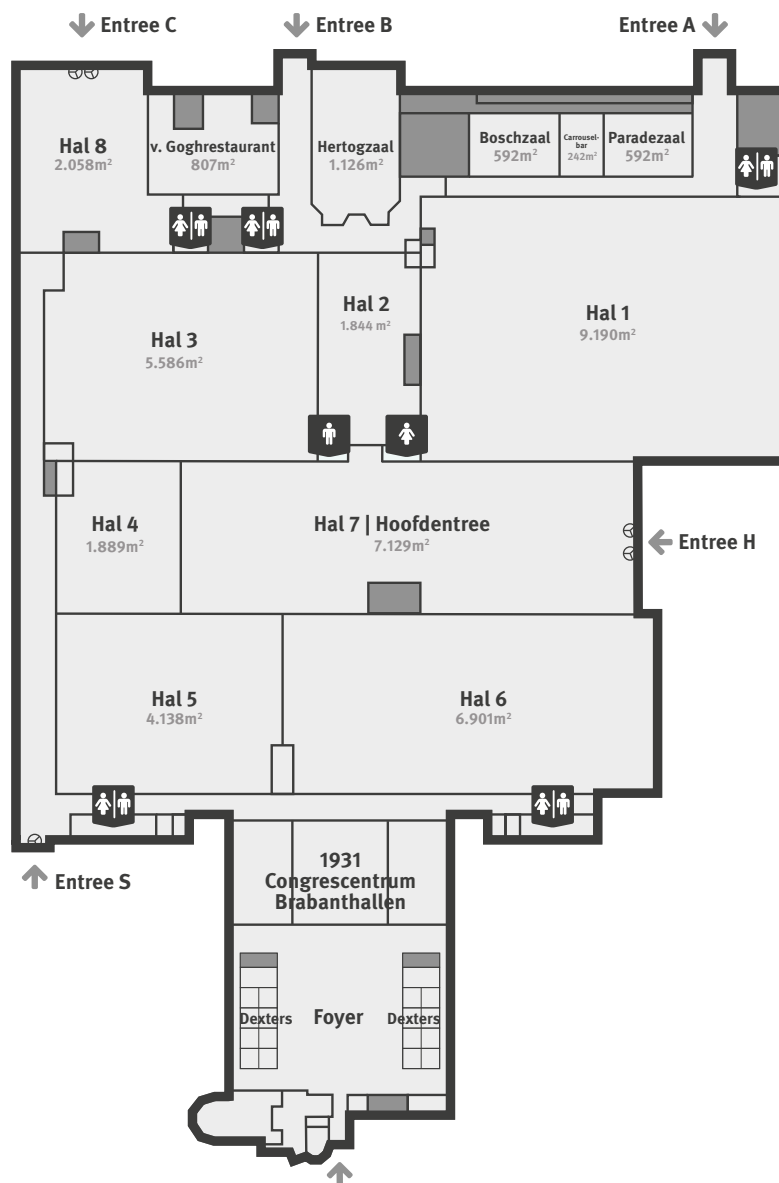 Entree C
Entree B
Entree A
Hal 8
2.058m²
v. Goghrestaurant
807m²
Hertogzaal
1.126m²
Boschzaal
592m²
Carrousel-
bar
242m²
Paradezaal
592m²
Hal 3
5.586m²
Hal 2
1.844 m²
Hal 1
9.190m²
Hal 4
1.889m²
Hal 7 | Hoofdentree
7.129m²
Entree H
Hal 5
4.138m²
Hal 6
6.901m²
Entree S
1931
Congrescentrum
Brabanthallen
Dexters
Foyer
Dexters